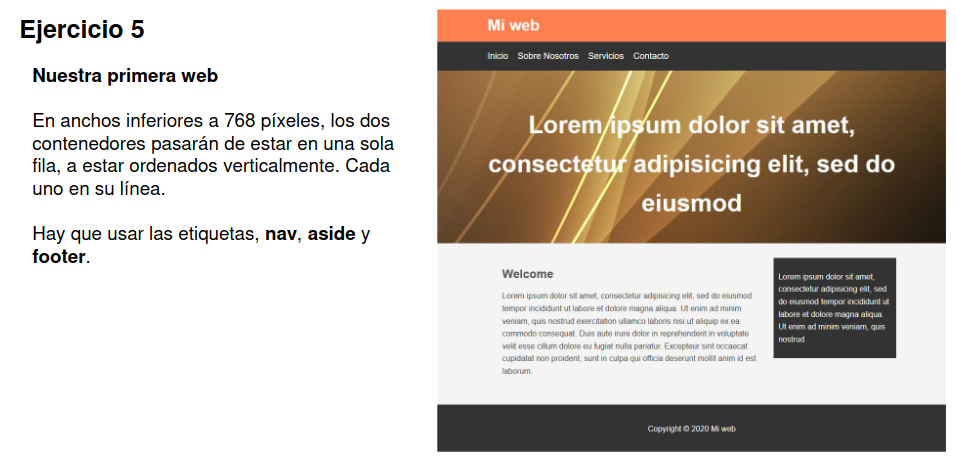 Ejercicio 5
Nuestra primera web
En anchos inferiores a 768 píxeles, los dos
contenedores pasarán de estar en una sola
fila, a estar ordenados verticalmente. Cada
uno en su línea.
Hay que usar las etiquetas, nav, aside y
footer.
Mi web
Inicio Sobre Nosotros Servicios Contacto
Lorem ipsum dolor sit amet,
consectetur adipisicing elit, sed do
eiusmod
Welcome
Lorem ipsum dolor sit amet, consectetur adipisicing elit, sed do eiusmod
tempor incididunt ut labore et dolore magna aliqua. Ut enim ad minim
veniam, quis nostrud exercitation ullamco laboris nisi ut aliquip ex ea
commodo consequat. Duis aute irure dolor in reprehenderit in voluptate
velit esse cillum dolore eu fugiat nulla pariatur. Excepteur sint occaecat
cupidatat non proident, sunt in culpa qui officia deserunt mollit anim id est
laborum.
Lorem ipsum dolor sit amet,
consectetur adipisicing elit, sed
do eiusmod tempor incididunt ut
labore et dolore magna aliqua.
Ut enim ad minim veniam, quis
nostrud
Copyright © 2020 Mi web